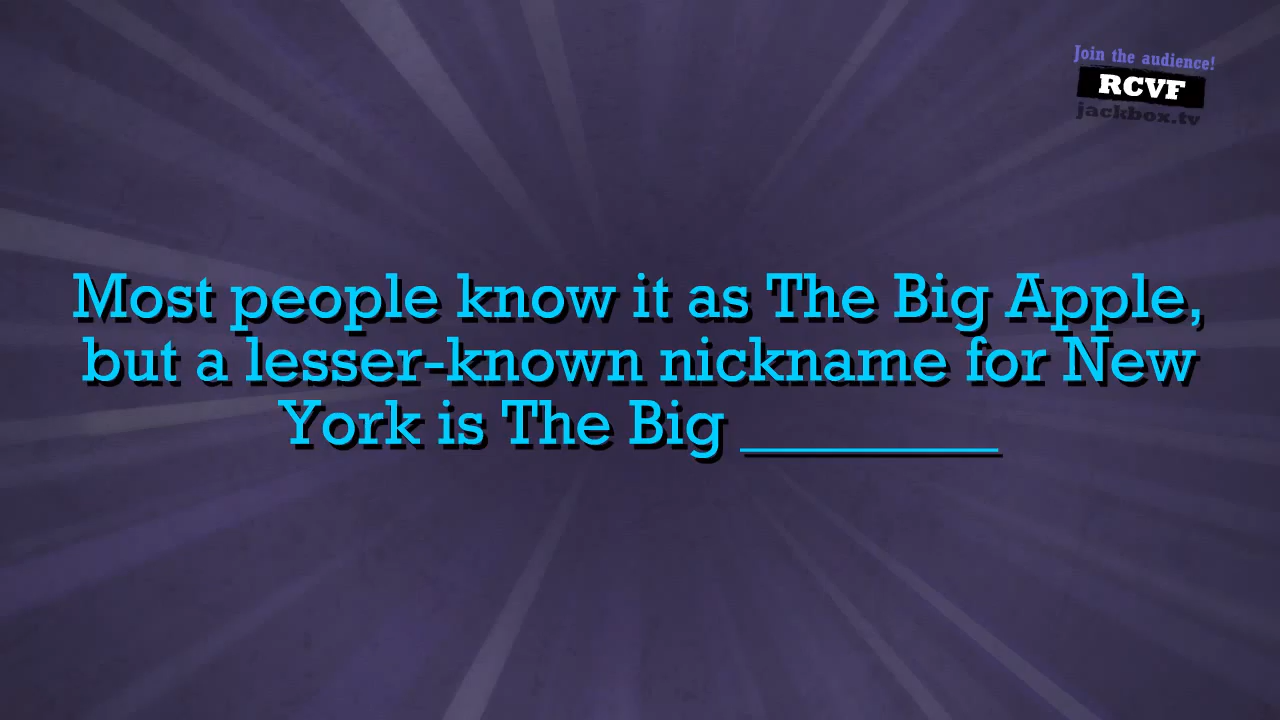 Join the audience!
RCVF
jackbox.tv
Most people know it as The Big Apple,
but a lesser-known nickname for New
York is The Big _________